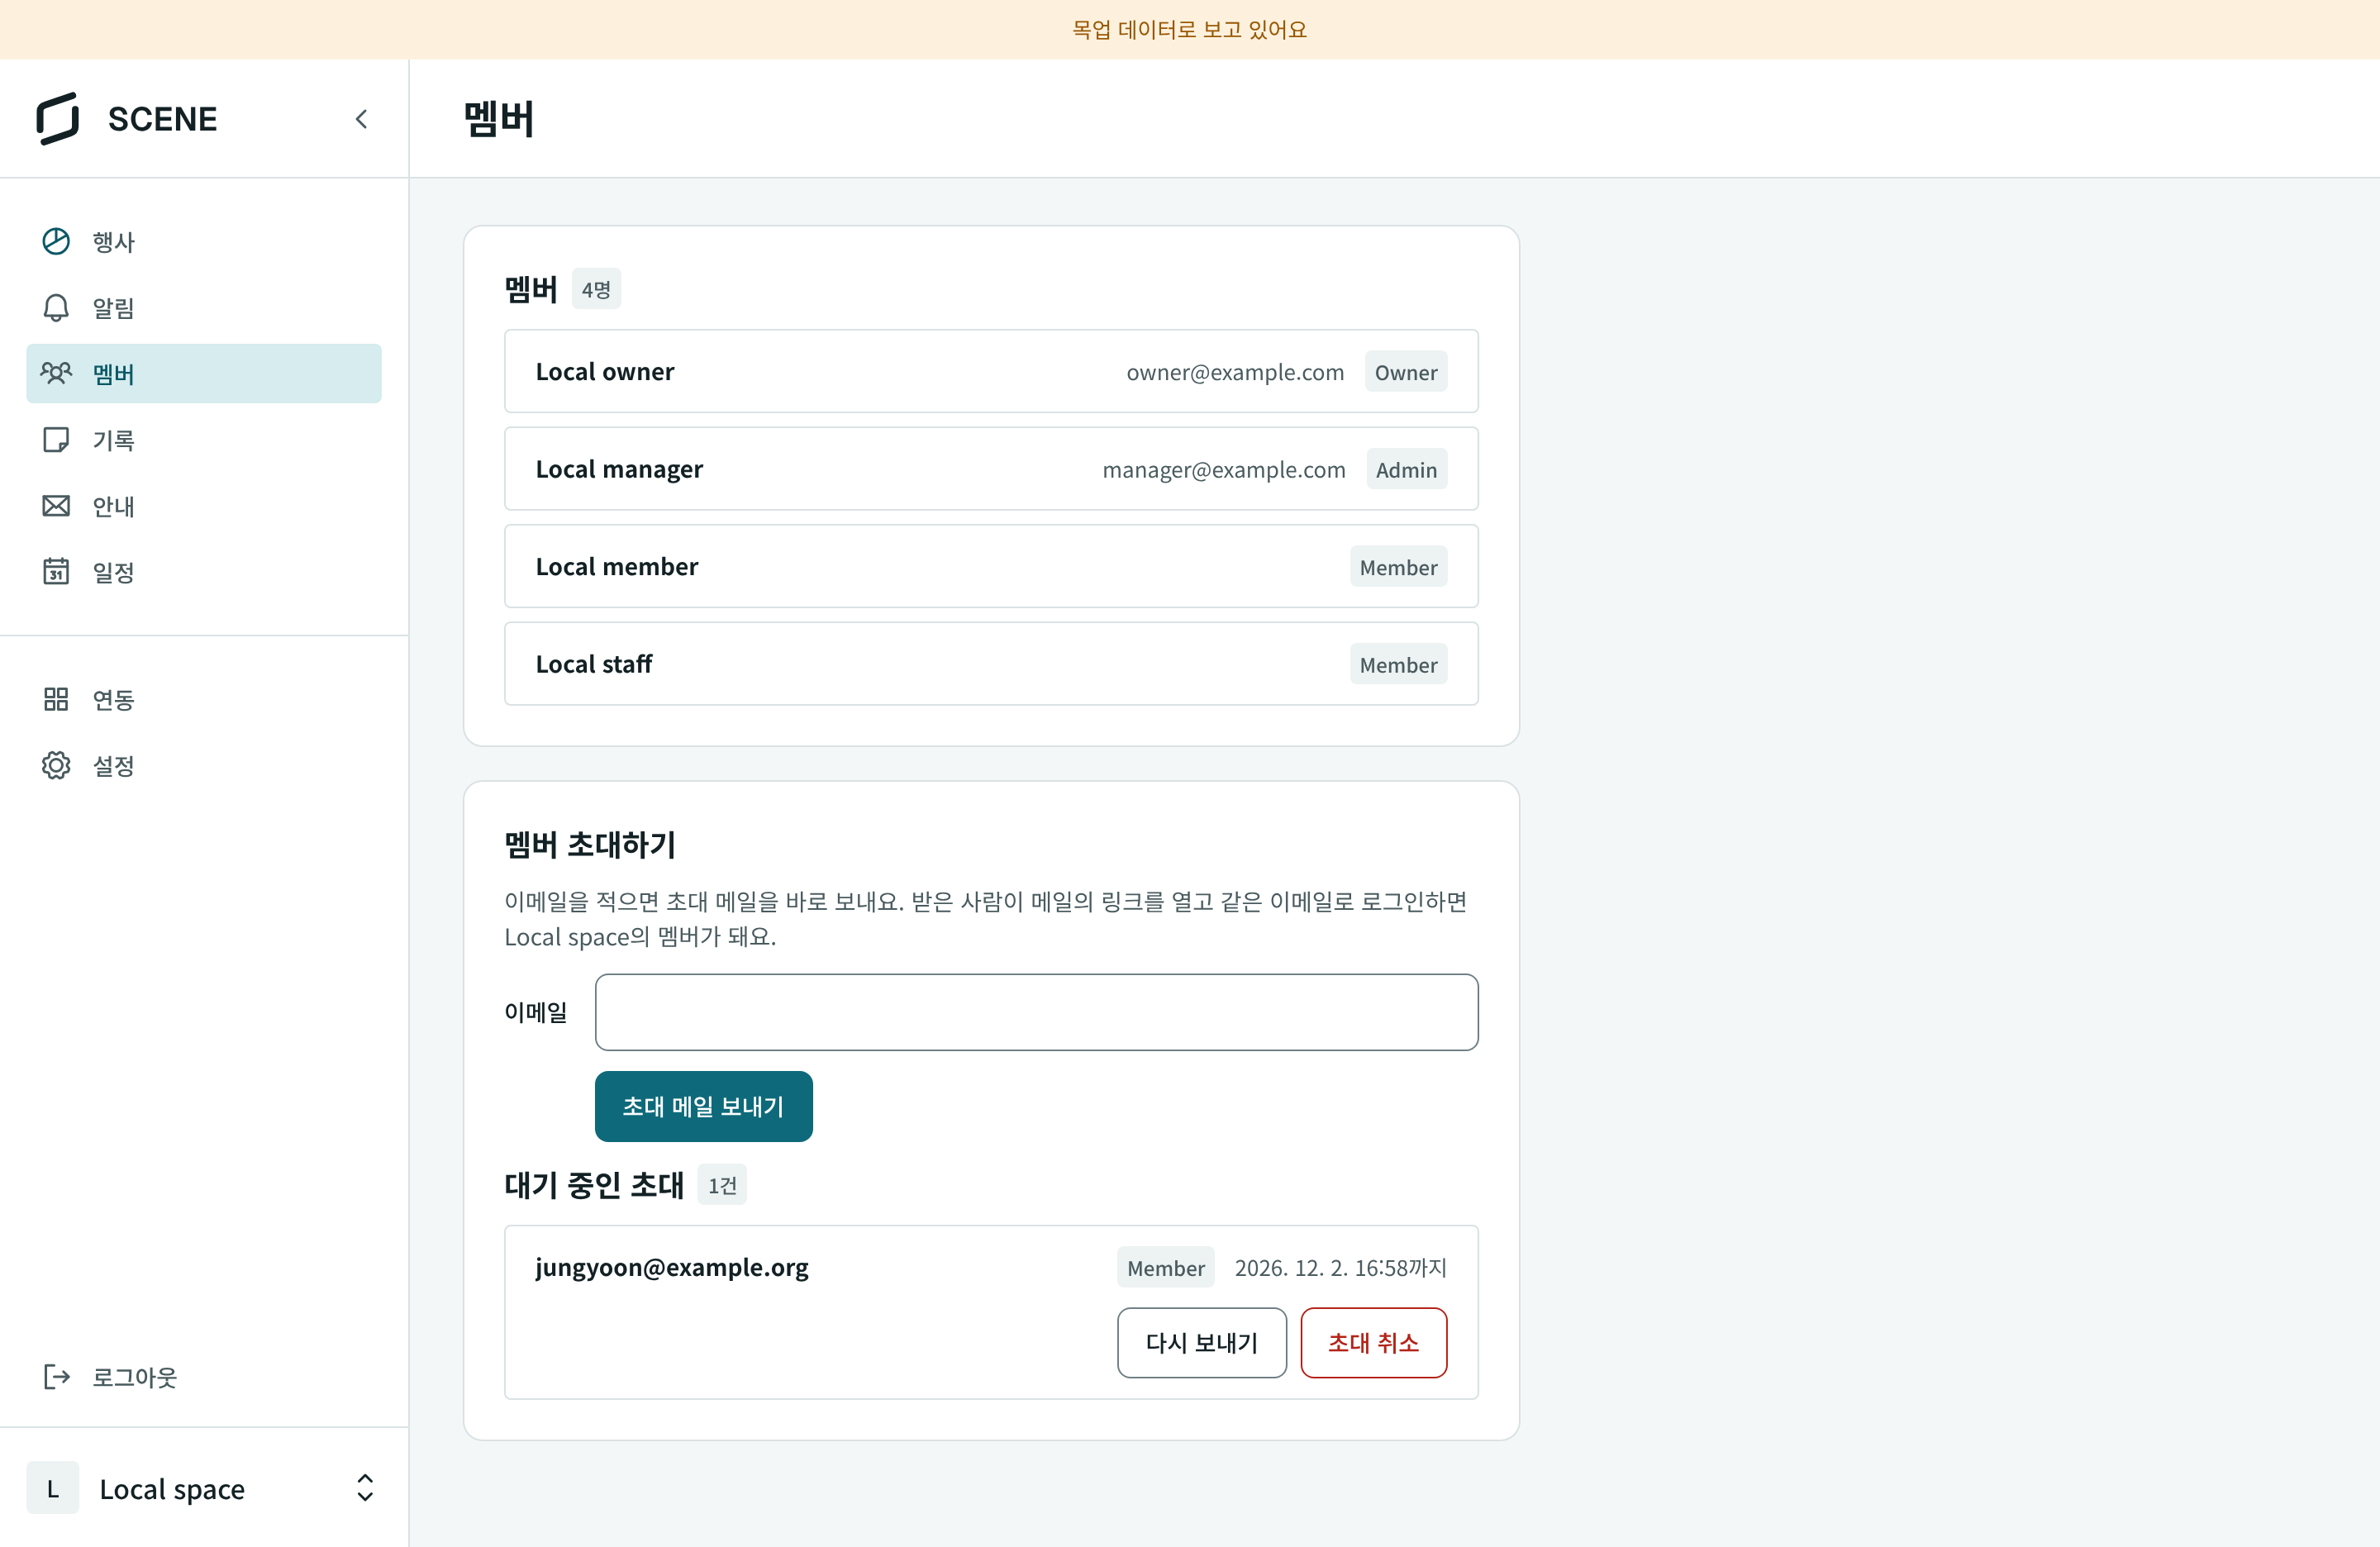 목업 데이터로 보고 있어요
SCENE
행사
알림
멤버
기록
안내
31
일정
연동
설정
로그아웃
L Local space
멤버
멤버 4명
Local owner owner@example.com Owner
Local manager manager@example.com Admin
Local member Member
Local staff Member
멤버 초대하기
이메일을 적으면 초대 메일을 바로 보내요. 받은 사람이 메일의 링크를 열고 같은 이메일로 로그인하면
Local space의 멤버가 돼요.
이메일
초대 메일 보내기
대기 중인 초대 1건
jungyoon@example.org Member 2026. 12. 2. 16:58까지
다시 보내기 초대 취소